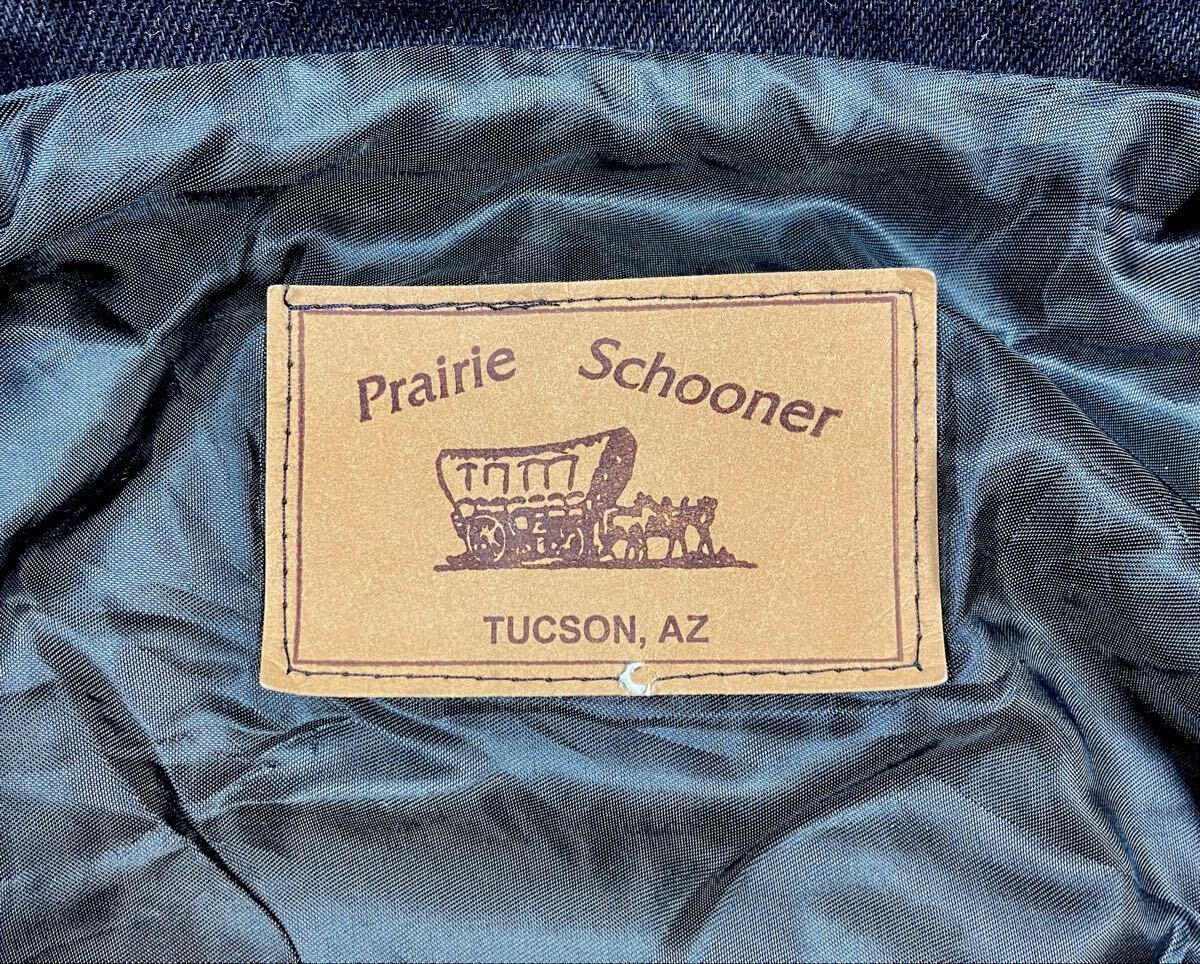 Prairie Schooner
TUCSON, AZ